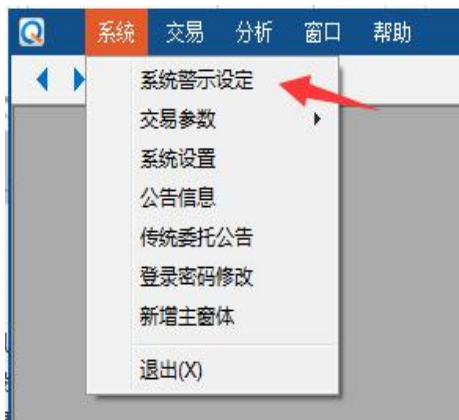 系统 交易 分析 窗口 帮助
系统警示设定
交易参数
系统设置
公告信息
传统委托公告
登录密码修改
新增主窗体
退出(X)